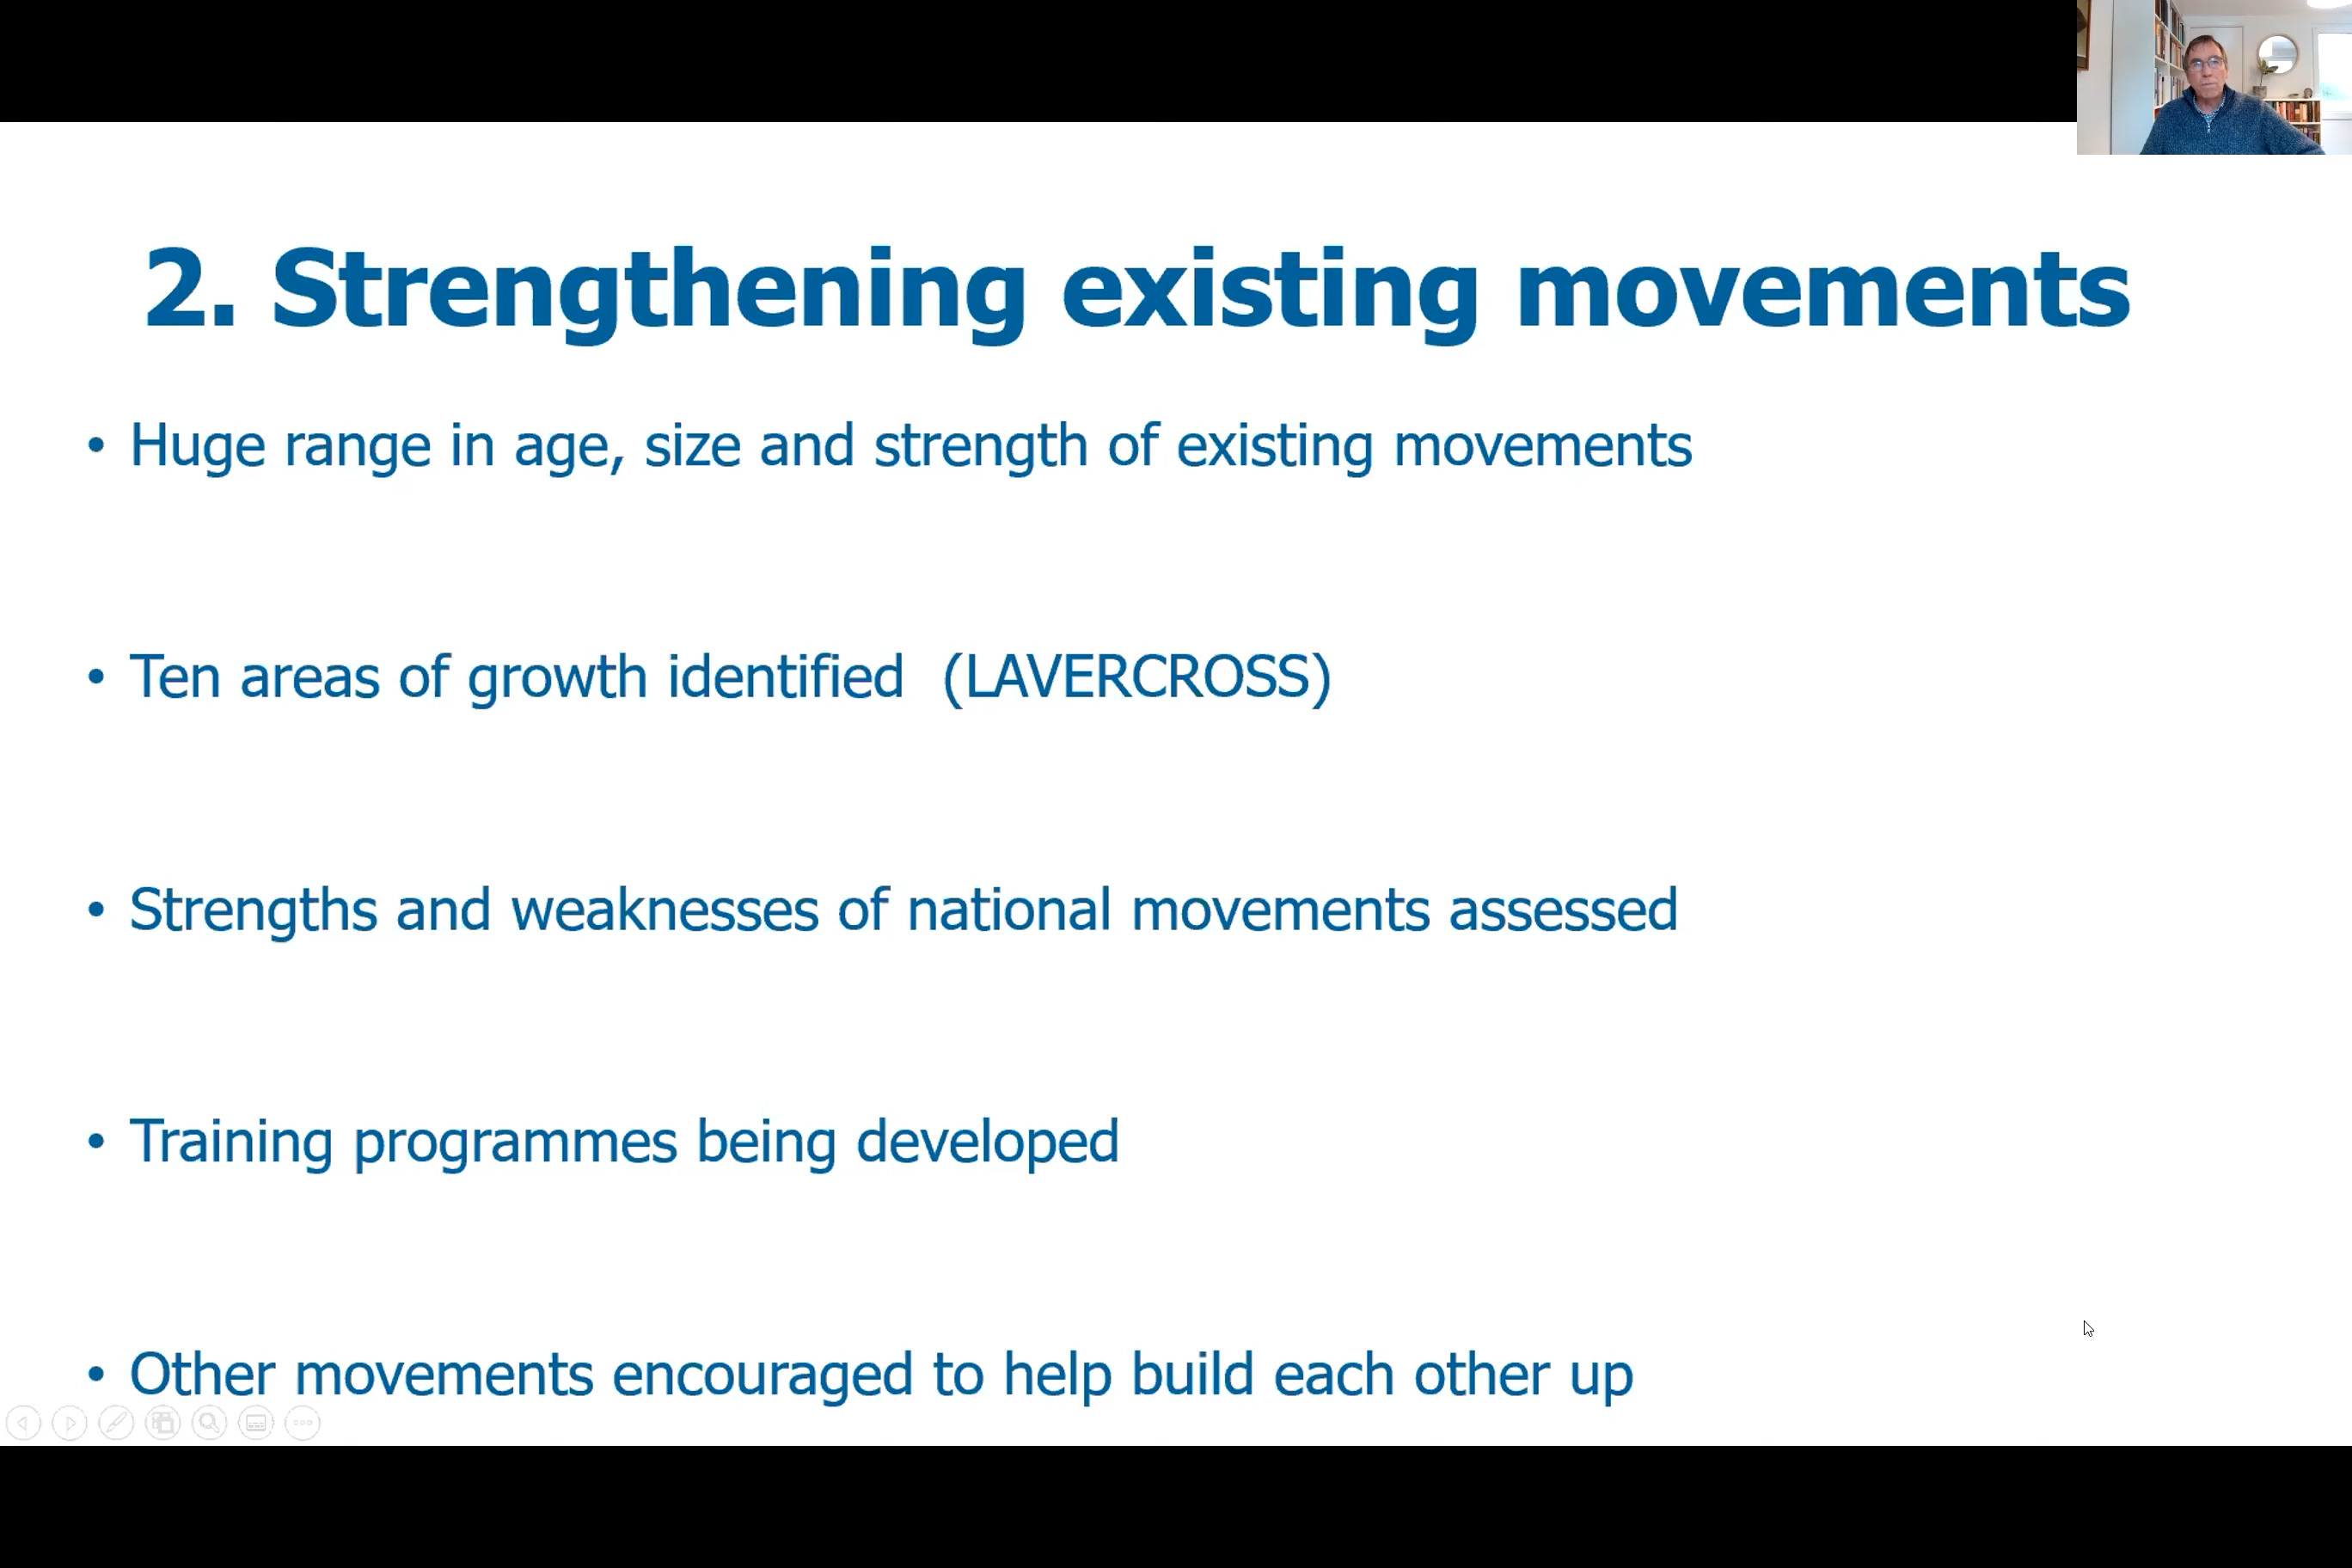 2. Strengthening existing movements
• Huge range in age, size and strength of existing movements
• Ten areas of growth identified  (LAVERCROSS)
• Strengths and weaknesses of national movements assessed
• Training programmes being developed
• Other movements encouraged to help build each other up